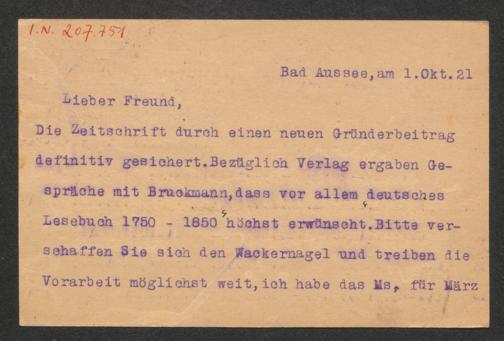 I.N. 207.751
Bad Aussee,am 1.Okt.21
Lieber Freund,
Die Zeitschrift durch einen neuen Gründerbeitrag
definitiv gesichert.Bezüglich Verlag ergaben Ge-
spräche mit Bruckmann,dass vor allem „deutsches
Lesebuch 1750 - 1850“ höchst erwünscht.Bitte ver-
schaffen Sie sich den Wackernagel und treiben die
Vorarbeit möglichst weit,ich habe das Ms, für März